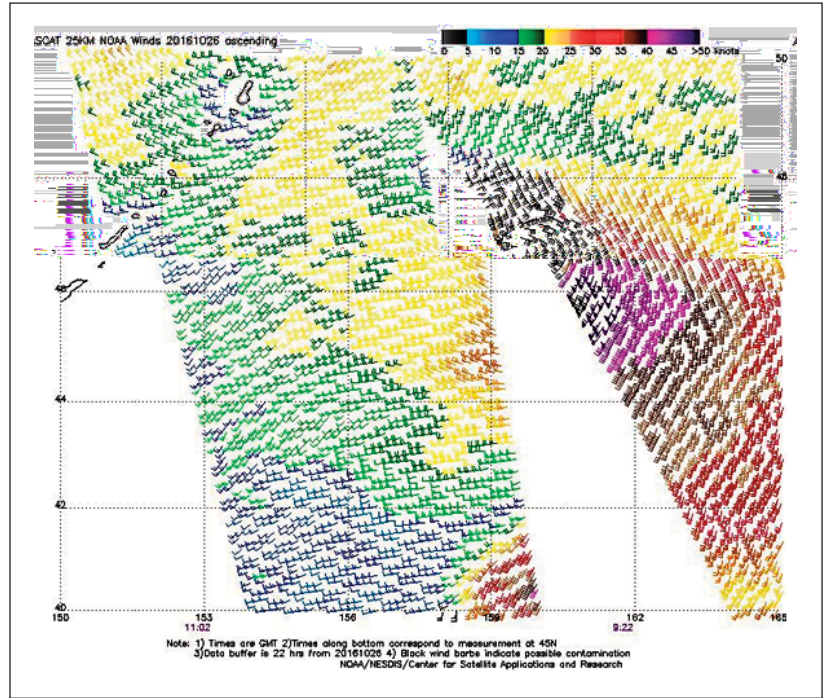 SCAT 25KM NOAA Winds 20161026 ascending
0 5 10 15 20 25 30 35 40 45 >50 knots
50
48
46
44
42
40
150 153 156 159 162 165
11:02 9:22
Note: 1) Times are GMT 2)Times along bottom correspond to measurement at 45N
3)Data buffer is 22 hrs from 20161026 4) Black wind barbs indicate possible contamination
NOAA/NESDIS/Center for Satellite Applications and Research